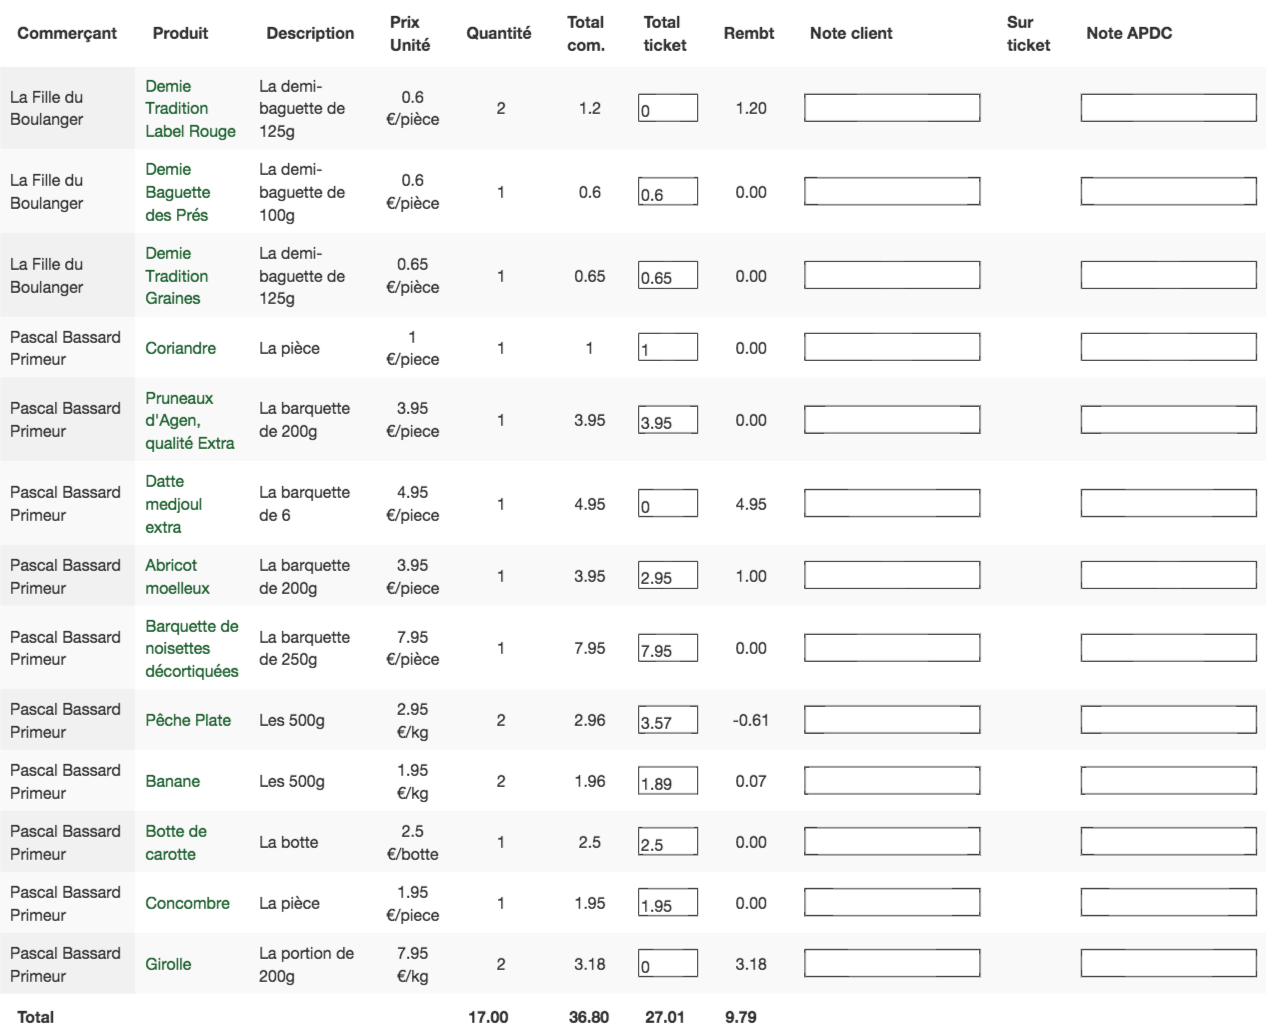 Commerçant Produit Description Prix Unité Quantité Total com. Total ticket Rembt Note client Sur ticket Note APDC
La Fille du Boulanger Demie Tradition Label Rouge La demi-baguette de 125g 0.6 €/pièce 2 1.2 0 1.20
La Fille du Boulanger Demie Baguette des Prés La demi-baguette de 100g 0.6 €/pièce 1 0.6 0.6 0.00
La Fille du Boulanger Demie Tradition Graines La demi-baguette de 125g 0.65 €/pièce 1 0.65 0.65 0.00
Pascal Bassard Primeur Coriandre La pièce 1 €/piece 1 1 1 0.00
Pascal Bassard Primeur Pruneaux d'Agen, qualité Extra La barquette de 200g 3.95 €/piece 1 3.95 3.95 0.00
Pascal Bassard Primeur Datte medjoul extra La barquette de 6 4.95 €/piece 1 4.95 0 4.95
Pascal Bassard Primeur Abricot moelleux La barquette de 200g 3.95 €/piece 1 3.95 2.95 1.00
Pascal Bassard Primeur Barquette de noisettes décortiquées La barquette de 250g 7.95 €/pièce 1 7.95 7.95 0.00
Pascal Bassard Primeur Pêche Plate Les 500g 2.95 €/kg 2 2.96 3.57 -0.61
Pascal Bassard Primeur Banane Les 500g 1.95 €/kg 2 1.96 1.89 0.07
Pascal Bassard Primeur Botte de carotte La botte 2.5 €/botte 1 2.5 2.5 0.00
Pascal Bassard Primeur Concombre La pièce 1.95 €/piece 1 1.95 1.95 0.00
Pascal Bassard Primeur Girolle La portion de 200g 7.95 €/kg 2 3.18 0 3.18
Total 17.00 36.80 27.01 9.79